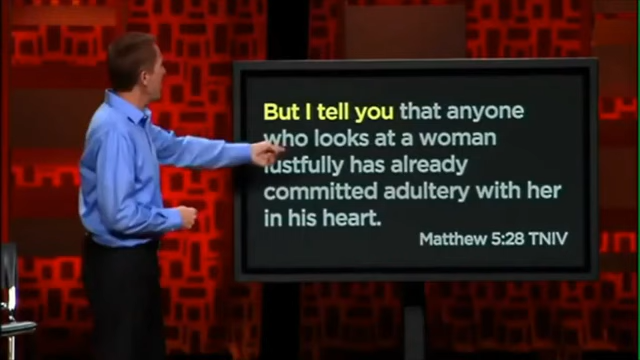 But I tell you that anyone
who looks at a woman
lustfully has already
committed adultery with her
in his heart.
Matthew 5:28 TNIV